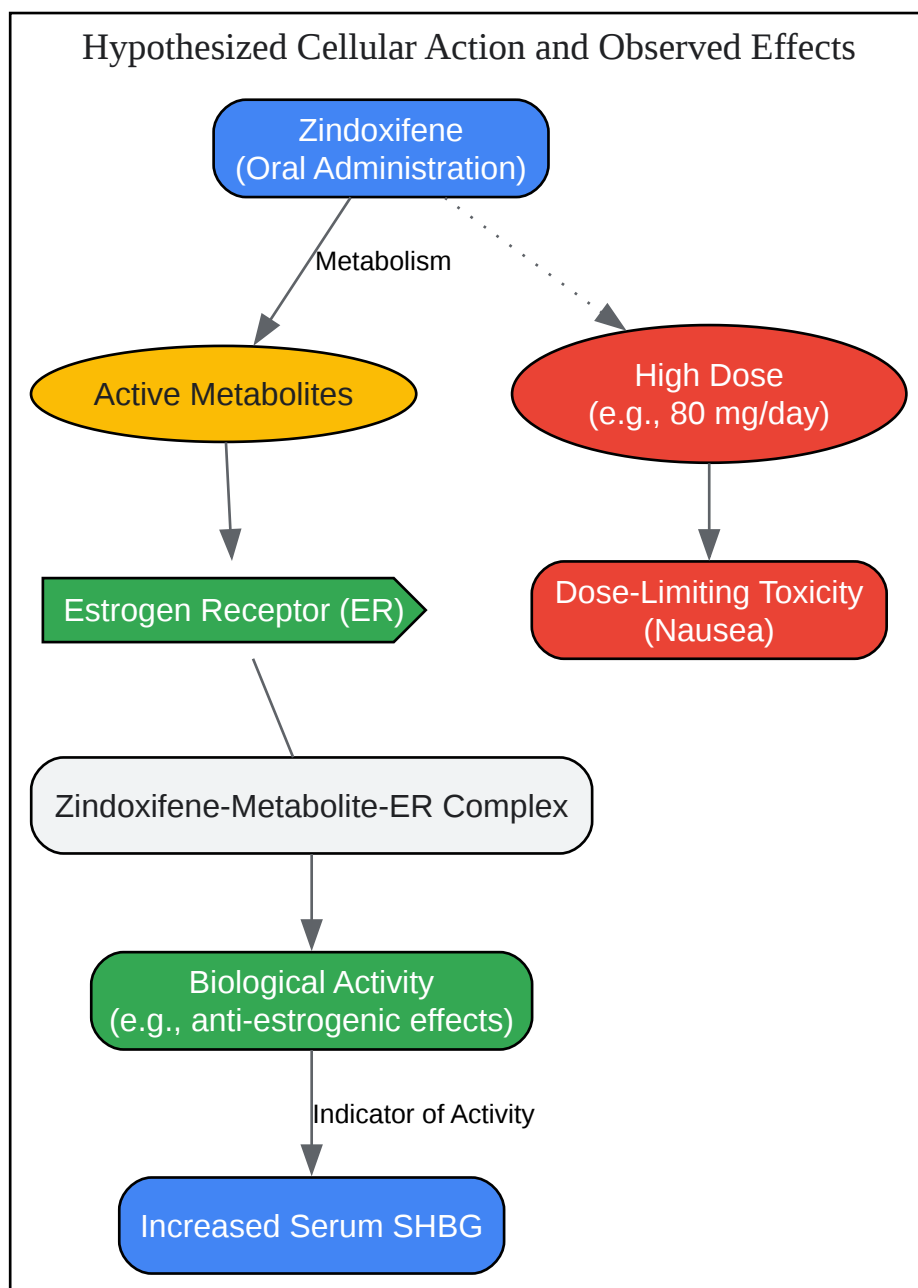 Hypothesized Cellular Action and Observed Effects
Zindoxifene
(Oral Administration)
Metabolism
Active Metabolites
High Dose
(e.g., 80 mg/day)
Estrogen Receptor (ER)
Dose-Limiting Toxicity
(Nausea)
Zindoxifene-Metabolite-ER Complex
Biological Activity
(e.g., anti-estrogenic effects)
Indicator of Activity
Increased Serum SHBG